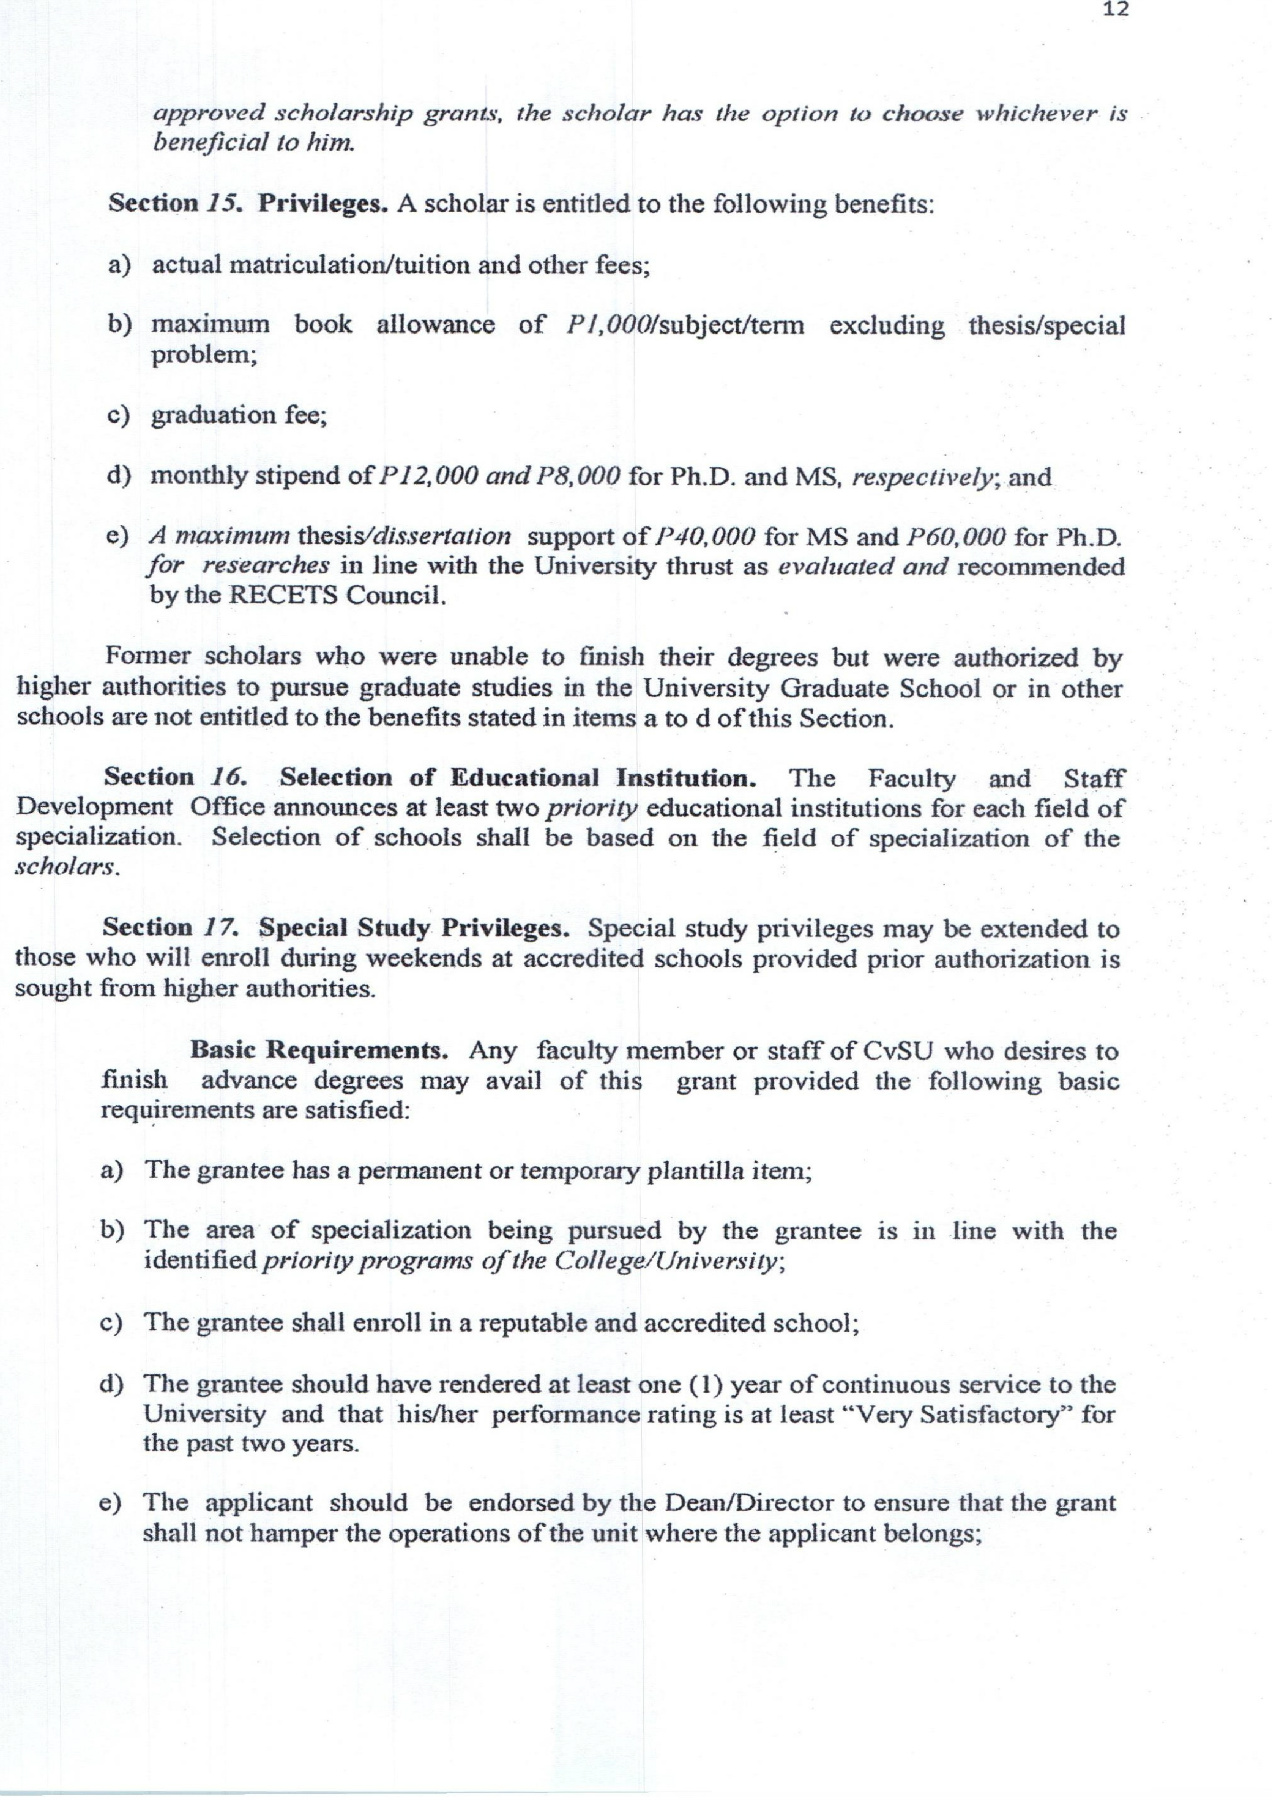 12
approved scholarship grants, the scholar has the option to choose whichever is
beneficial to him.
Section 15. Privileges. A scholar is entitled to the following benefits:
a) actual matriculation/tuition and other fees;
b) maximum book allowance of P1,000/subject/term excluding thesis/special
problem;
c) graduation fee;
d) monthly stipend of P12,000 and P8,000 for Ph.D. and MS, respectively; and
e) A maximum thesis/dissertation support of P40,000 for MS and P60,000 for Ph.D.
for researches in line with the University thrust as evaluated and recommended
by the RECETS Council.
Former scholars who were unable to finish their degrees but were authorized by
higher authorities to pursue graduate studies in the University Graduate School or in other
schools are not entitled to the benefits stated in items a to d of this Section.
Section 16. Selection of Educational Institution. The Faculty and Staff
Development Office announces at least two priority educational institutions for each field of
specialization. Selection of schools shall be based on the field of specialization of the
scholars.
Section 17. Special Study Privileges. Special study privileges may be extended to
those who will enroll during weekends at accredited schools provided prior authorization is
sought from higher authorities.
Basic Requirements. Any faculty member or staff of CvSU who desires to
finish advance degrees may avail of this grant provided the following basic
requirements are satisfied:
a) The grantee has a permanent or temporary plantilla item;
b) The area of specialization being pursued by the grantee is in line with the
identified priority programs of the College/University;
c) The grantee shall enroll in a reputable and accredited school;
d) The grantee should have rendered at least one (1) year of continuous service to the
University and that his/her performance rating is at least “Very Satisfactory” for
the past two years.
e) The applicant should be endorsed by the Dean/Director to ensure that the grant
shall not hamper the operations of the unit where the applicant belongs;